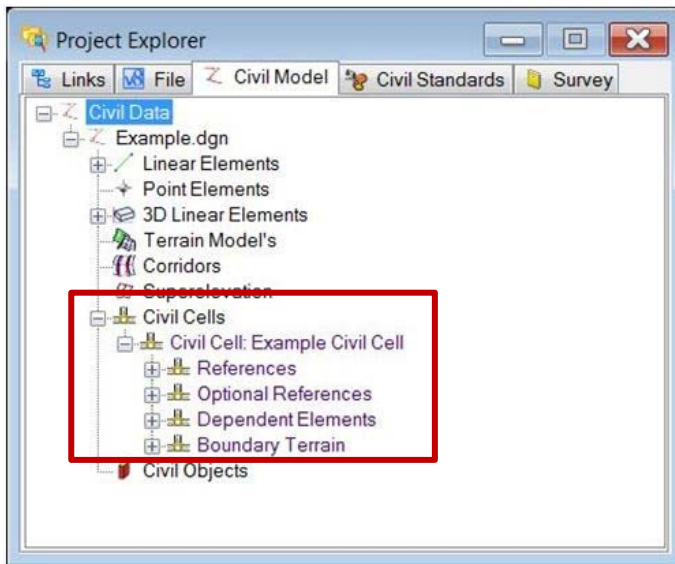 Project Explorer
Links File Civil Model Civil Standards Survey
Civil Data
Example.dgn
Linear Elements
Point Elements
3D Linear Elements
Terrain Model's
Corridors
Superelevation
Civil Cells
Civil Cell: Example Civil Cell
References
Optional References
Dependent Elements
Boundary Terrain
Civil Objects